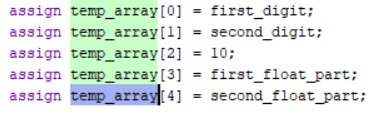 assign temp_array[0] = first_digit;
assign temp_array[1] = second_digit;
assign temp_array[2] = 10;
assign temp_array[3] = first_float_part;
assign temp_array[4] = second_float_part;